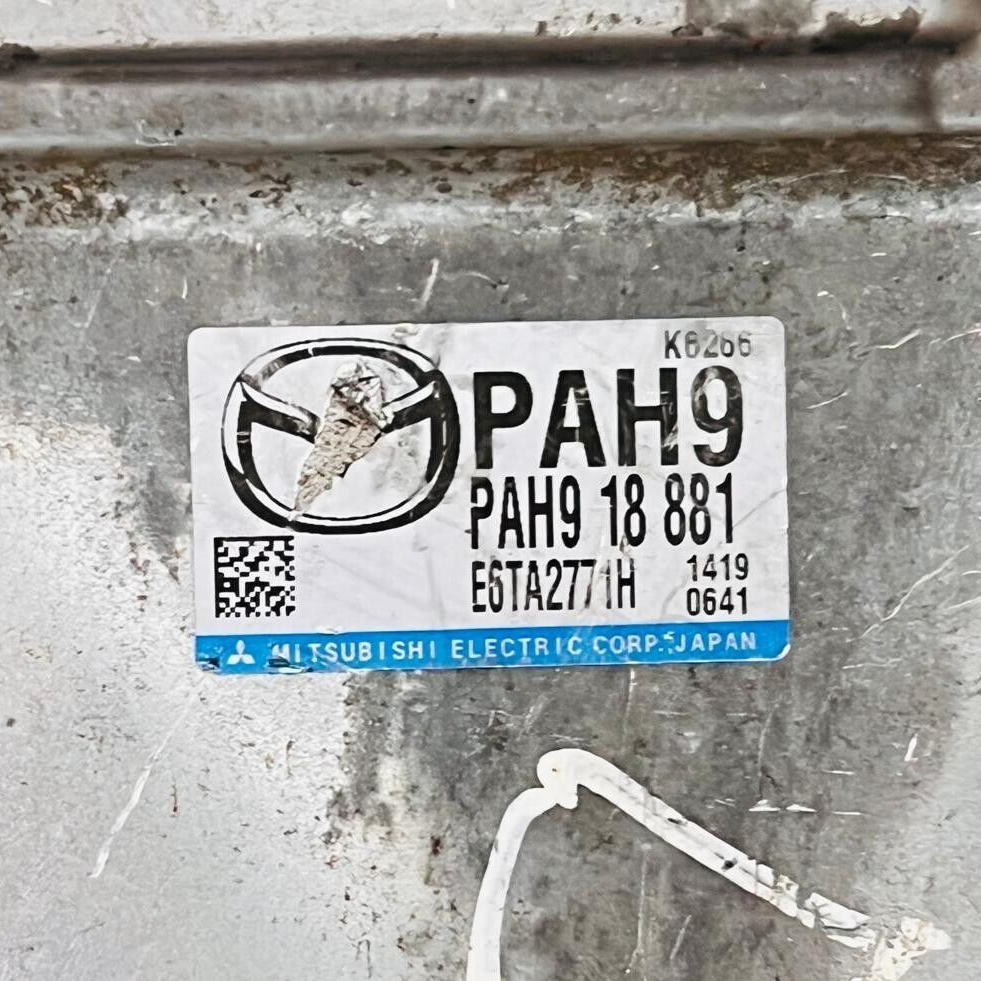 K6266
PAH9
PAH9 18 881
E6TA2771H 1419
0641
MITSUBISHI ELECTRIC CORP. JAPAN